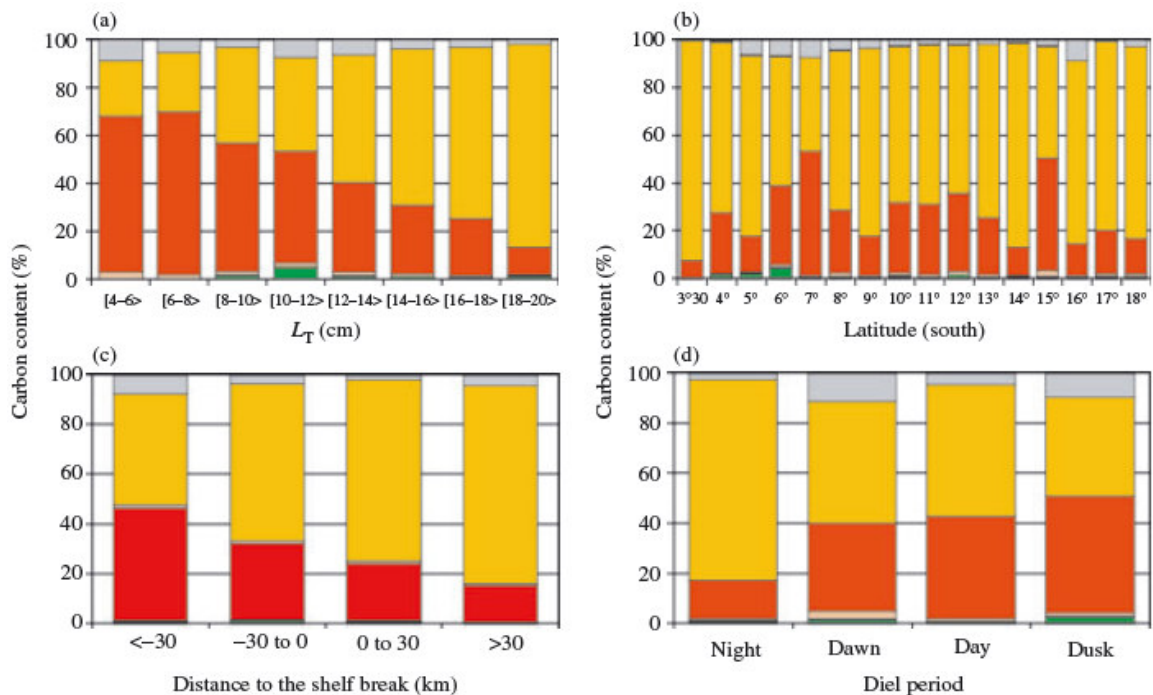 (a)
100
80
60
40
20
0
[4–6> [6–8> [8–10> [10–12> [12–14> [14–16> [16–18> [18–20>
L_T (cm)
(b)
100
80
60
40
20
0
3°30 4° 5° 6° 7° 8° 9° 10° 11° 12° 13° 14° 15° 16° 17° 18°
Latitude (south)
Carbon content (%)
Carbon content (%)
(c)
100
80
60
40
20
0
<–30 –30 to 0 0 to 30 >30
Distance to the shelf break (km)
(d)
100
80
60
40
20
0
Night Dawn Day Dusk
Diel period